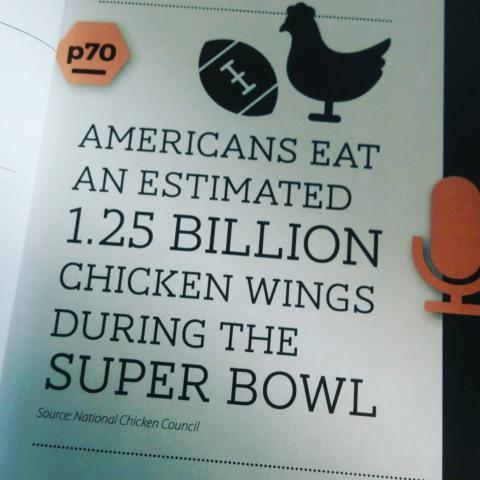 p70
AMERICANS EAT
AN ESTIMATED
1.25 BILLION
CHICKEN WINGS
DURING THE
SUPER BOWL
Source: National Chicken Council